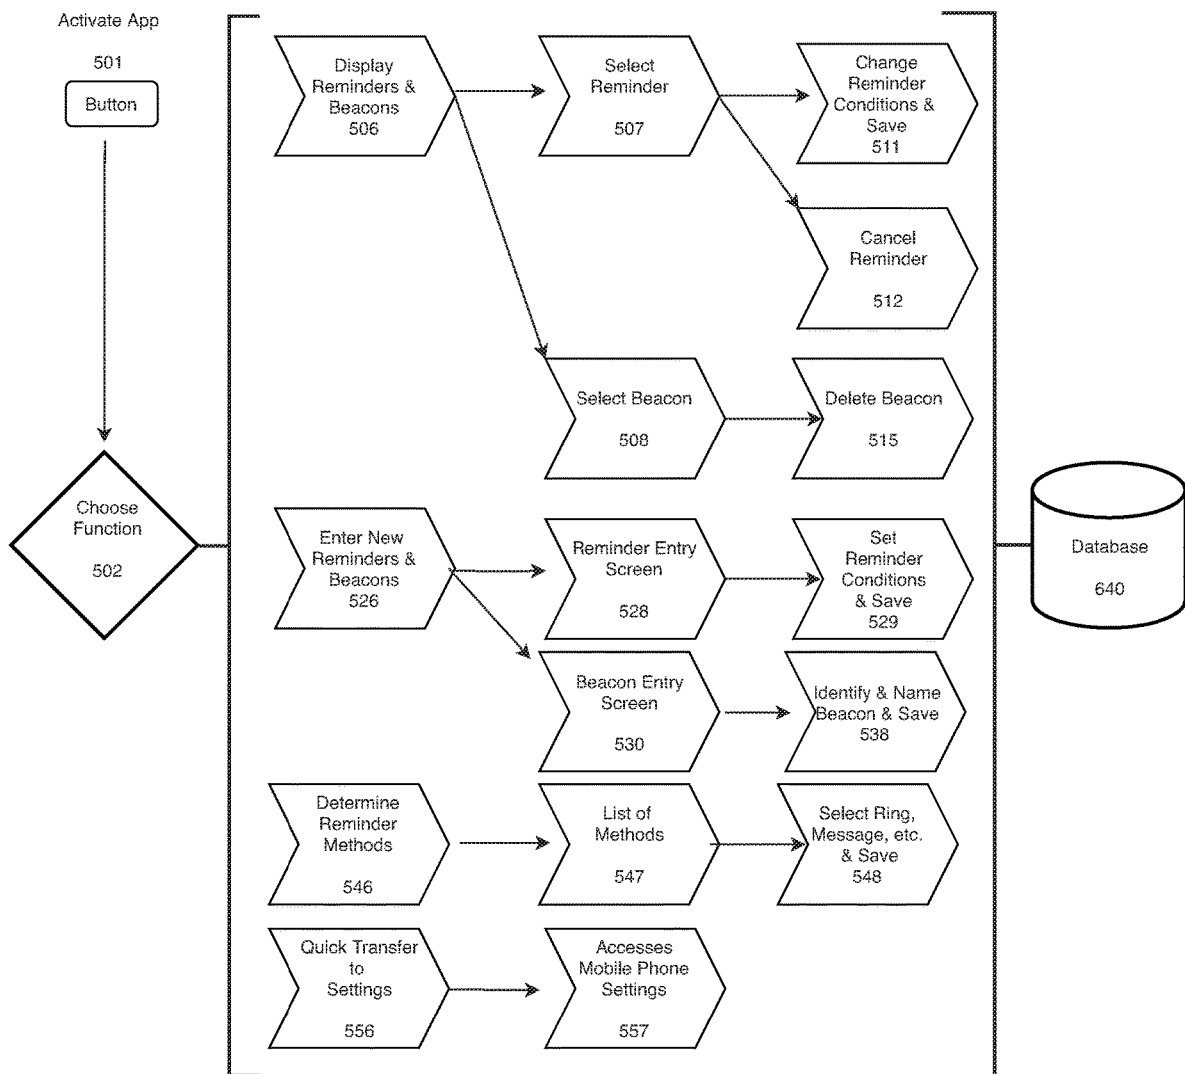 Activate App
501
Button
Choose
Function
502
Display
Reminders &
Beacons
506
Select
Reminder
507
Change
Reminder
Conditions &
Save
511
Cancel
Reminder
512
Select Beacon
508
Delete Beacon
515
Enter New
Reminders &
Beacons
526
Reminder Entry
Screen
528
Set
Reminder
Conditions
& Save
529
Beacon Entry
Screen
530
Identify & Name
Beacon & Save
538
Determine
Reminder
Methods
546
List of
Methods
547
Select Ring,
Message, etc.
& Save
548
Quick Transfer
to
Settings
556
Accesses
Mobile Phone
Settings
557
Database
640